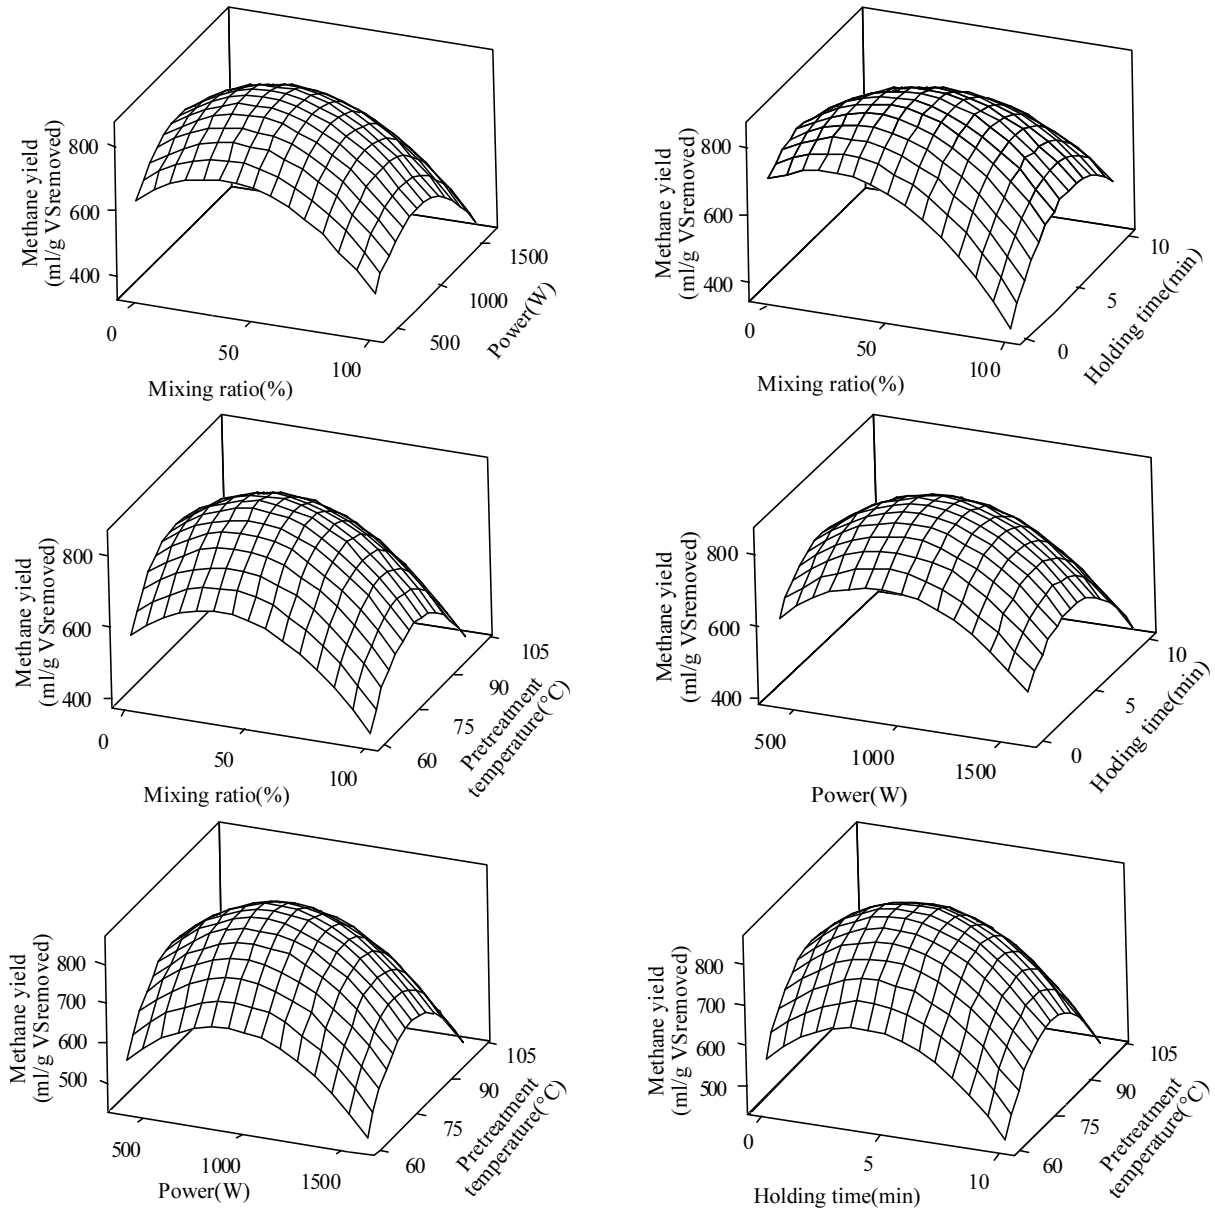 Methane yield
(ml/g VSremoved)
800
600
400
0
50
100
Mixing ratio(%)
500
1000
1500
Power(W)
Methane yield
(ml/g VSremoved)
800
600
400
0
50
100
Mixing ratio(%)
0
5
10
Holding time(min)
Methane yield
(ml/g VSremoved)
800
600
400
0
50
100
Mixing ratio(%)
60
75
90
105
Pretreatment
temperature(°C)
Methane yield
(ml/g VSremoved)
800
600
400
500
1000
1500
Power(W)
0
5
10
Hoding time(min)
Methane yield
(ml/g VSremoved)
800
700
600
500
500
1000
1500
Power(W)
60
75
90
105
Pretreatment
temperature(°C)
Methane yield
(ml/g VSremoved)
800
700
600
500
0
5
10
Holding time(min)
60
75
90
105
Pretreatment
temperature(°C)